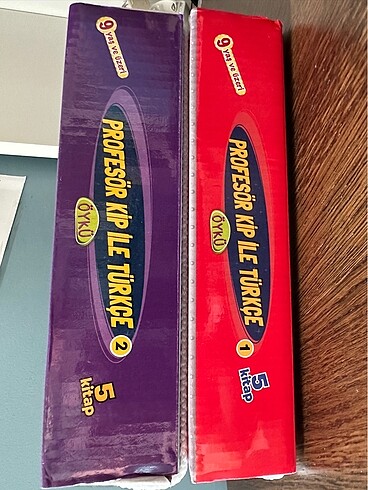 9 yaş ve üzeri
PROFESÖR KİP İLE TÜRKÇE 2
ÖYKÜ
5 kitap
9 yaş ve üzeri
PROFESÖR KİP İLE TÜRKÇE 1
ÖYKÜ
5 kitap